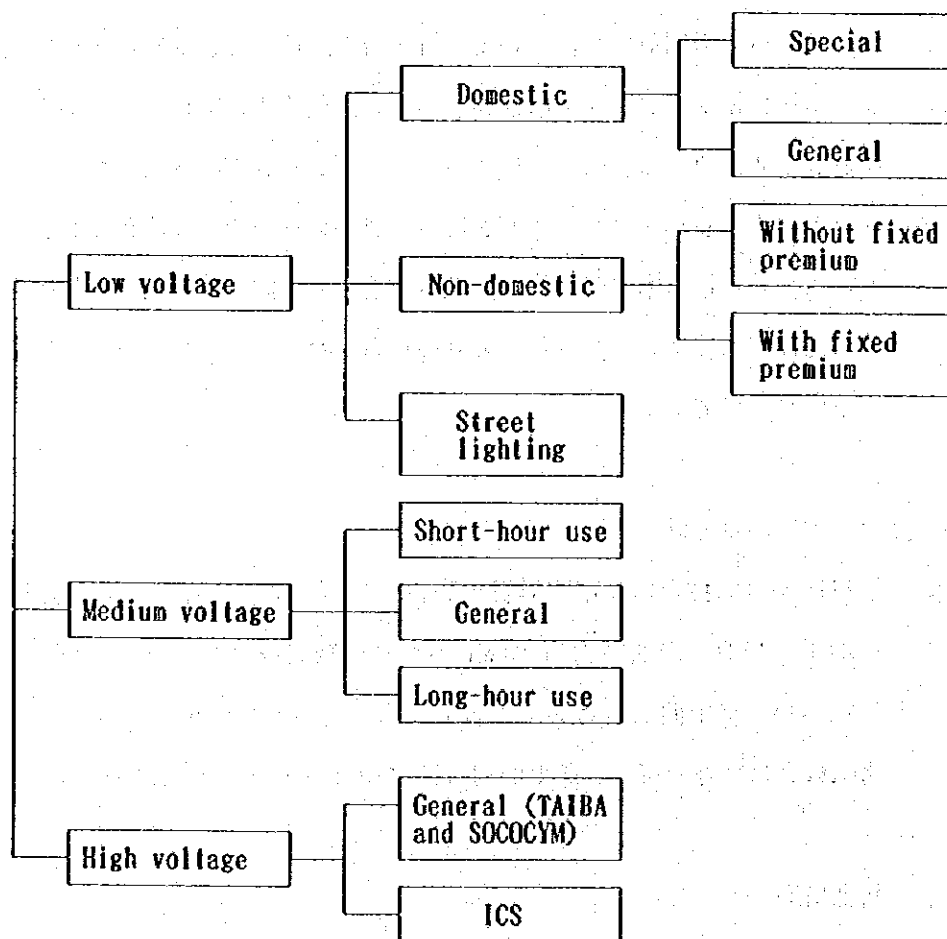 Special
Domestic
General
Without fixed
premium
Low voltage
Non-domestic
With fixed
premium
Street
lighting
Short-hour use
Medium voltage
General
Long-hour use
General (TAIBA
and SOCOCYM)
High voltage
ICS